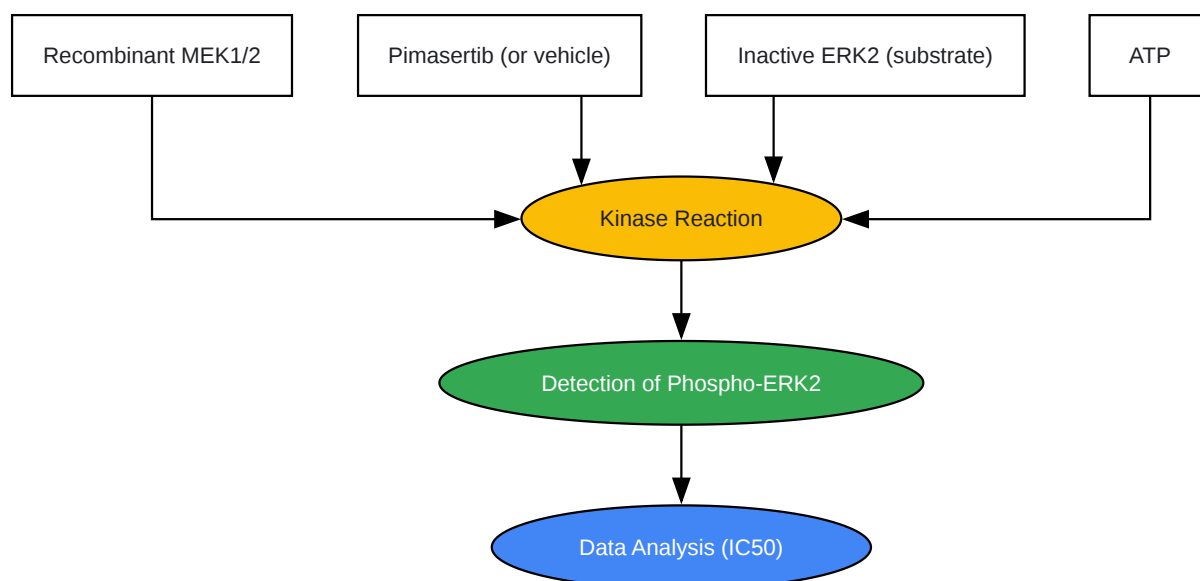 Recombinant MEK1/2
Pimasertib (or vehicle)
Inactive ERK2 (substrate)
ATP
Kinase Reaction
Detection of Phospho-ERK2
Data Analysis (IC50)